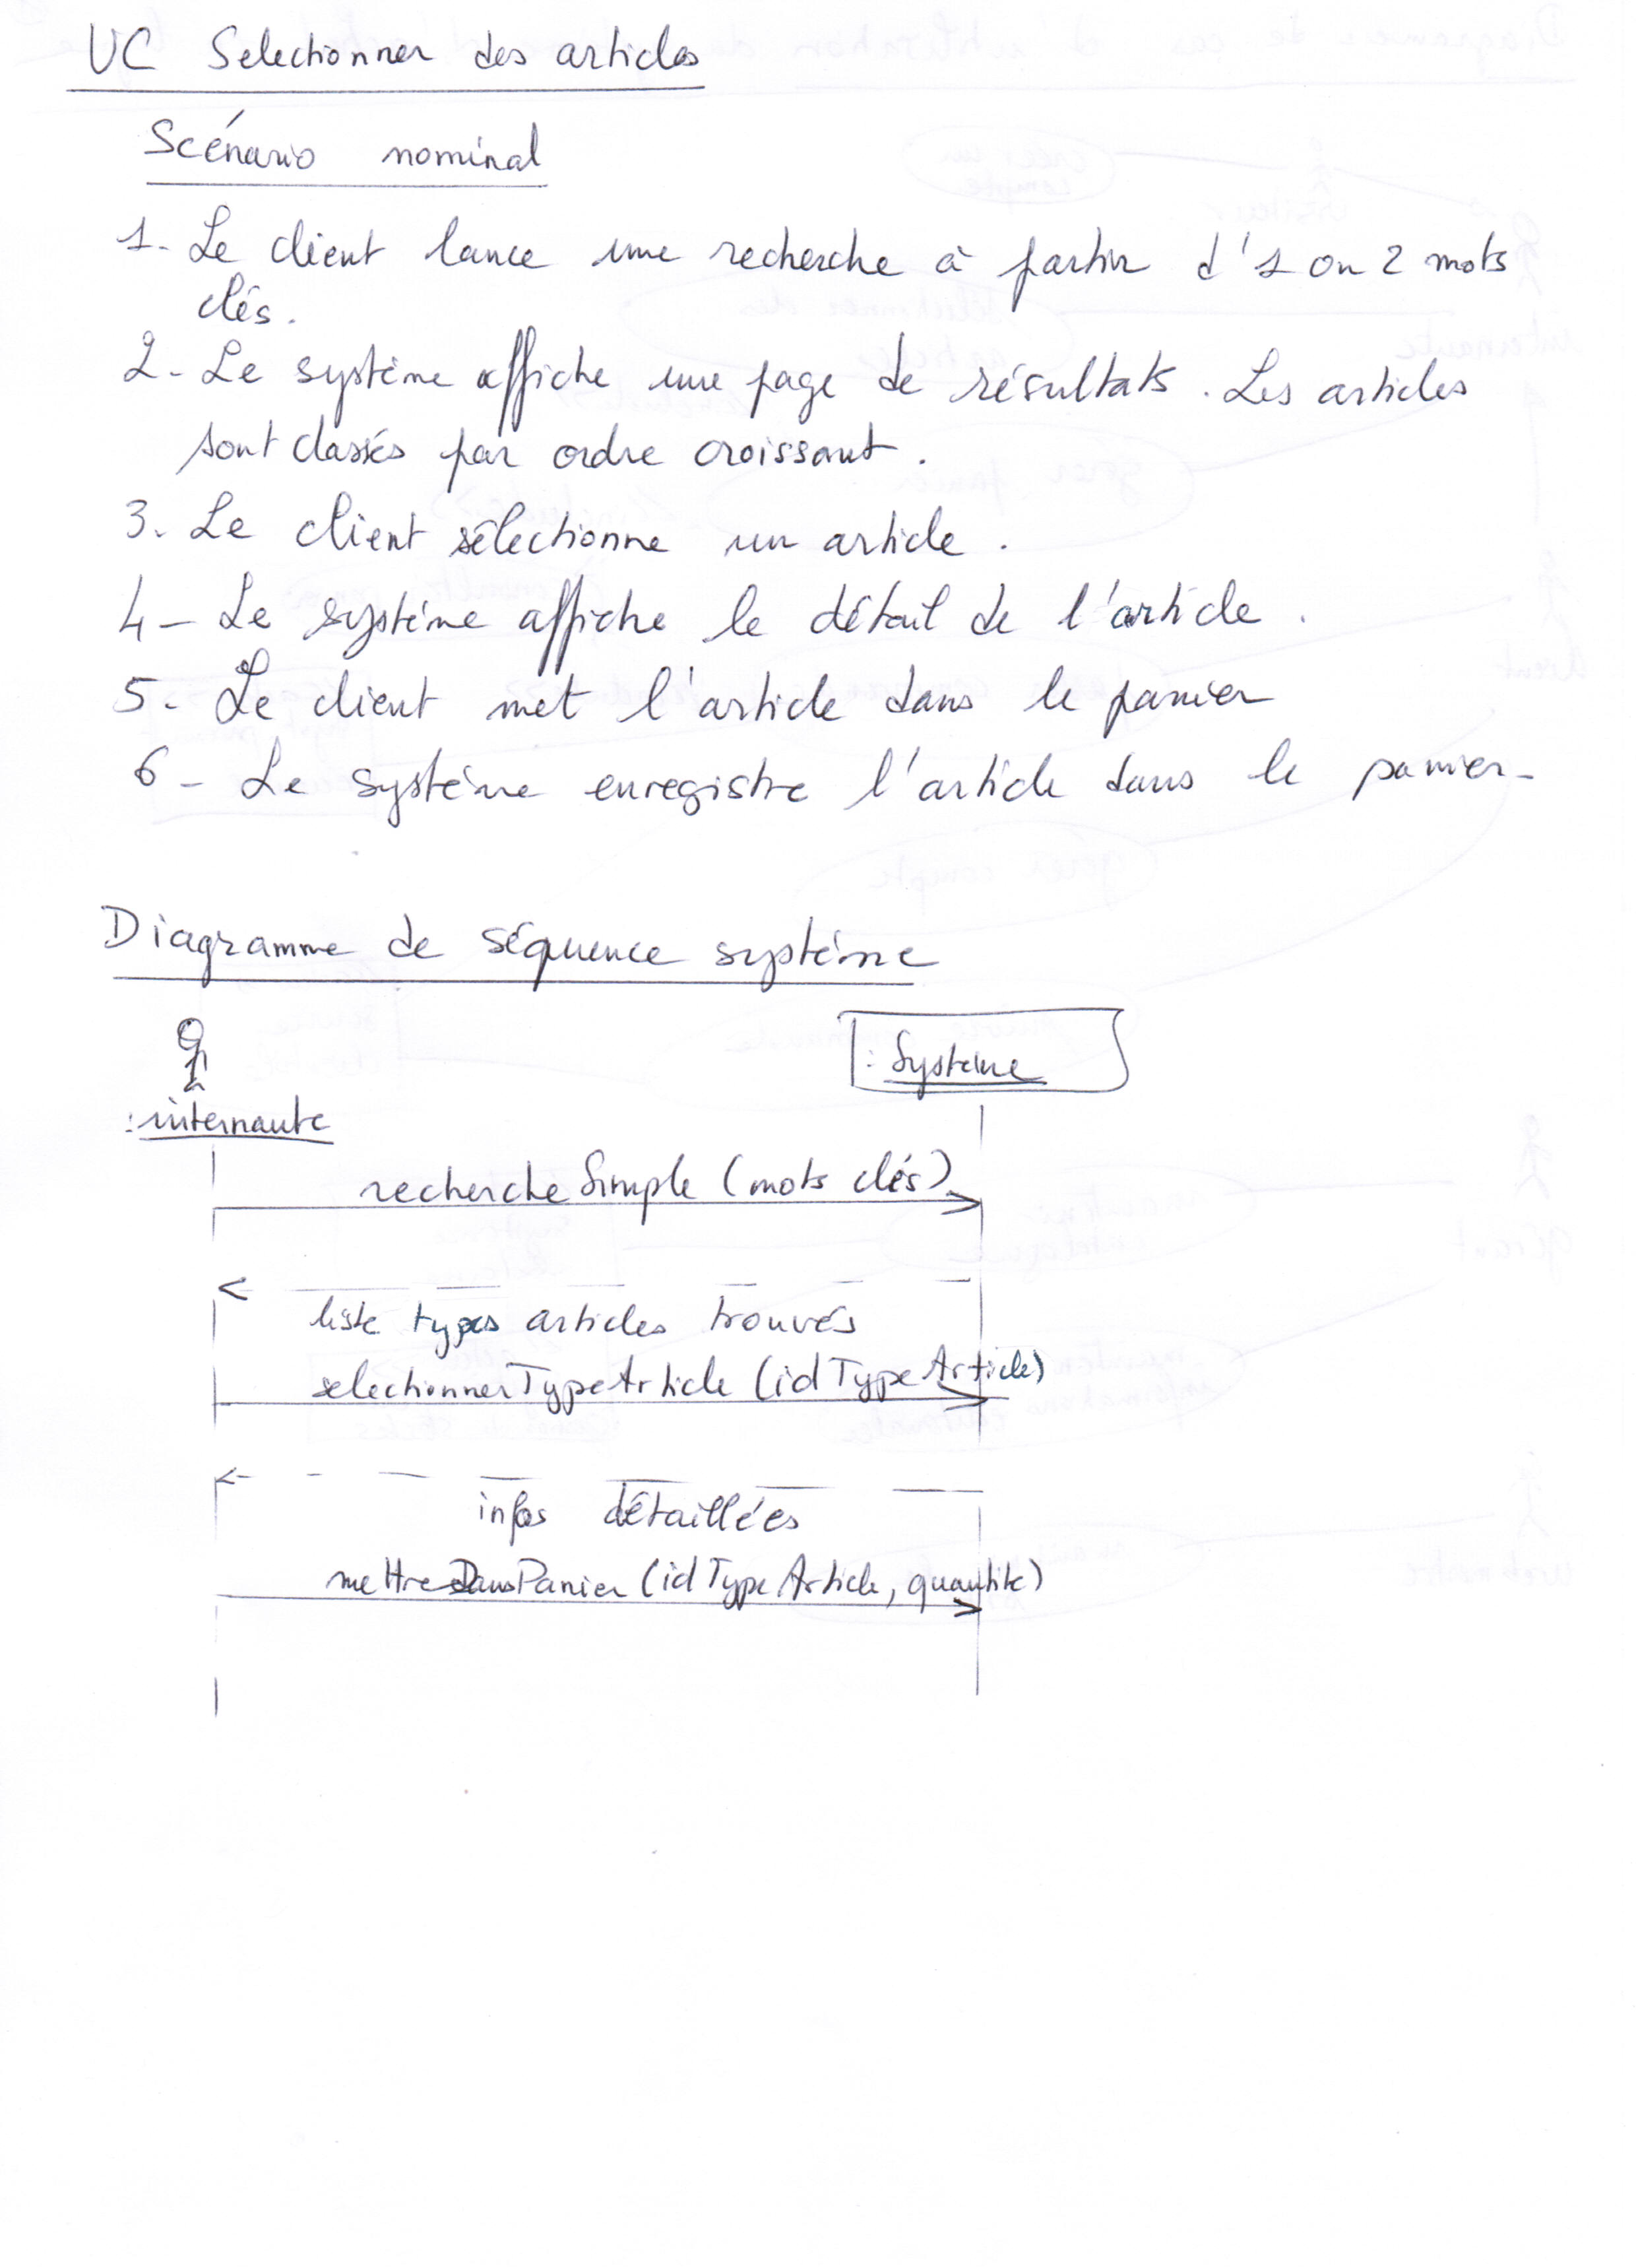 UC Selectionner des articles
Scénario nominal
1- Le client lance une recherche à partir d'1 ou 2 mots
clés.
2- Le système affiche une page de résultats. Les articles
sont classés par ordre croissant.
3- Le client sélectionne un article.
4- Le système affiche le détail de l'article.
5- Le client met l'article dans le panier
6- Le système enregistre l'article dans le panier-
Diagramme de séquence système
: Système
:internaute
rechercheSimple (mots clés)
liste types articles trouvés
selectionnerTypeArticle (idTypeArticle)
infos détaillées
mettreDansPanier (idTypeArticle, quantité)